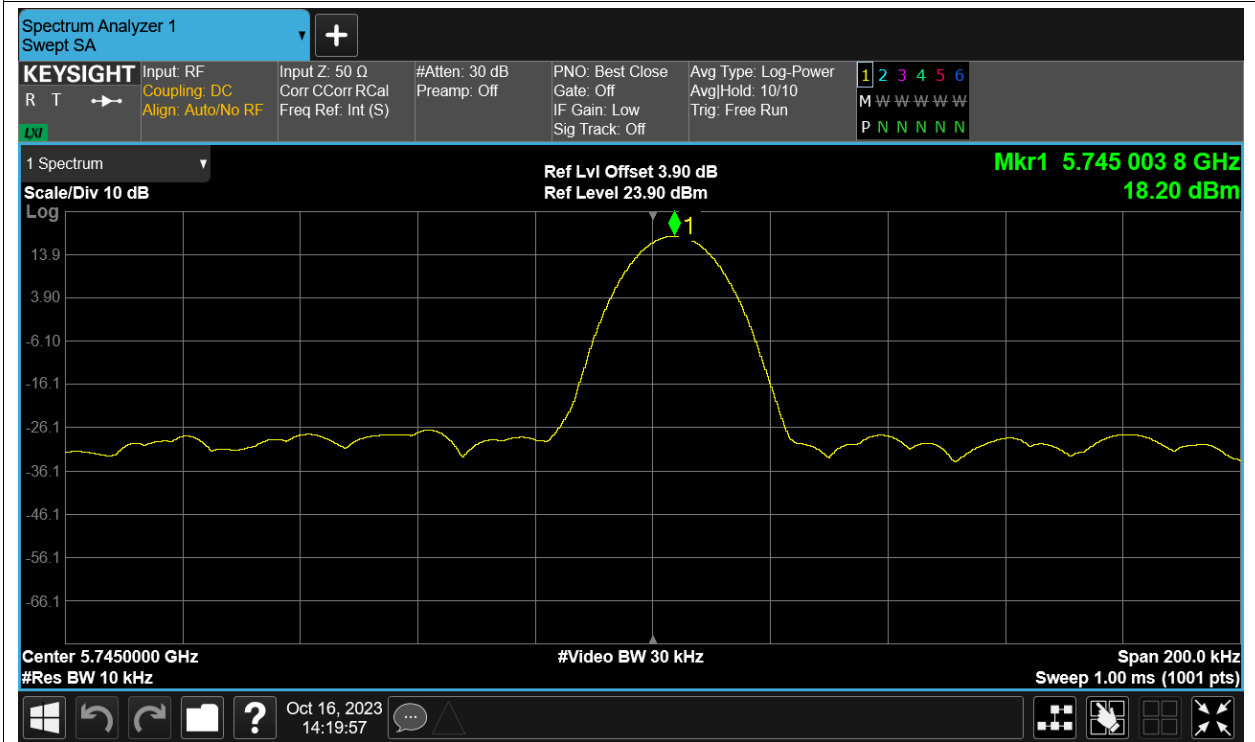 Spectrum Analyzer 1
Swept SA
+
KEYSIGHT
R T
LXI
Input: RF
Coupling: DC
Align: Auto/No RF
Input Z: 50 Ω
Corr CCorr RCal
Freq Ref: Int (S)
#Atten: 30 dB
Preamp: Off
PNO: Best Close
Gate: Off
IF Gain: Low
Sig Track: Off
Avg Type: Log-Power
Avg|Hold: 10/10
Trig: Free Run
1 2 3 4 5 6
M W W W W W
P N N N N N
1 Spectrum
Scale/Div 10 dB
Log
Ref Lvl Offset 3.90 dB
Ref Level 23.90 dBm
Mkr1 5.745 003 8 GHz
18.20 dBm
1
13.9
3.90
-6.10
-16.1
-26.1
-36.1
-46.1
-56.1
-66.1
Center 5.7450000 GHz
#Res BW 10 kHz
#Video BW 30 kHz
Span 200.0 kHz
Sweep 1.00 ms (1001 pts)
?
Oct 16, 2023
14:19:57